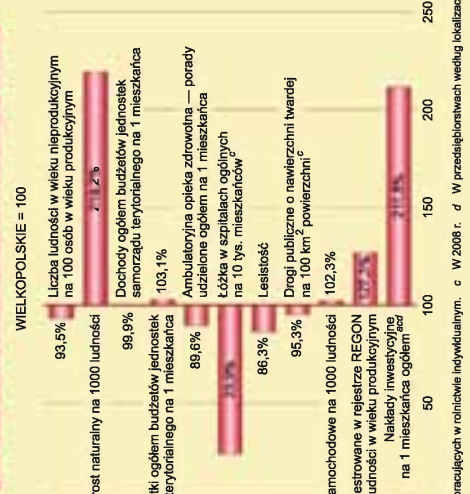 WIELKOPOLSKIE = 100
93,5%
Liczba ludności w wieku nieprodukcyjnym
na 100 osób w wieku produkcyjnym
rost naturalny na 1000 ludności
99,9%
Dochody ogółem budżetów jednostek
samorządu terytorialnego na 1 mieszkańca
tki ogółem budżetów jednostek
terytorialnego na 1 mieszkańca
103,1%
89,6%
Ambulatoryjna opieka zdrowotna — porady
udzielone ogółem na 1 mieszkańca
Łóżka w szpitalach ogólnych
na 10 tys. mieszkańców c
86,3%
Lesistość
95,3%
Drogi publiczne o nawierzchni twardej
na 100 km2 powierzchni c
amochodowe na 1000 ludności
102,3%
estrowane w rejestrze REGON
udności w wieku produkcyjnym
Nakłady inwestycyjne
na 1 mieszkańca ogółem acd
50 100 150 200 250
pracujących w rolnictwie indywidualnym. c W 2008 r. d W przedsiębiorstwach według lokalizac